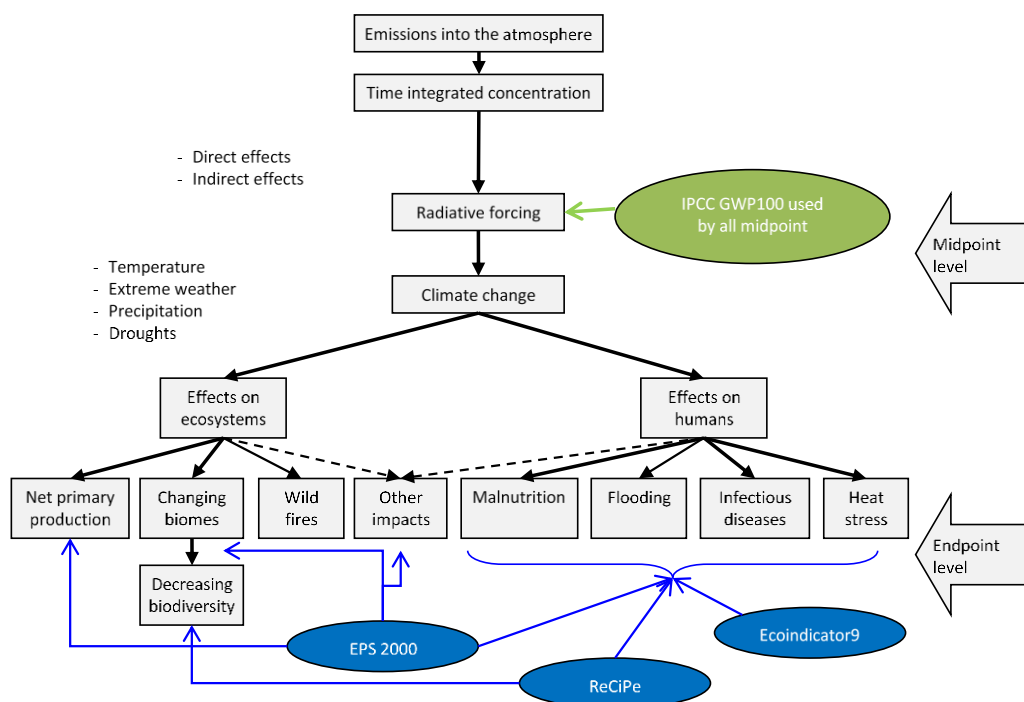 Emissions into the atmosphere
Time integrated concentration
- Direct effects
- Indirect effects
Radiative forcing
IPCC GWP100 used
by all midpoint
Midpoint
level
- Temperature
- Extreme weather
- Precipitation
- Droughts
Climate change
Effects on
ecosystems
Effects on
humans
Net primary
production
Changing
biomes
Wild
fires
Other
impacts
Malnutrition
Flooding
Infectious
diseases
Heat
stress
Endpoint
level
Decreasing
biodiversity
EPS 2000
Ecoindicator9
ReCiPe